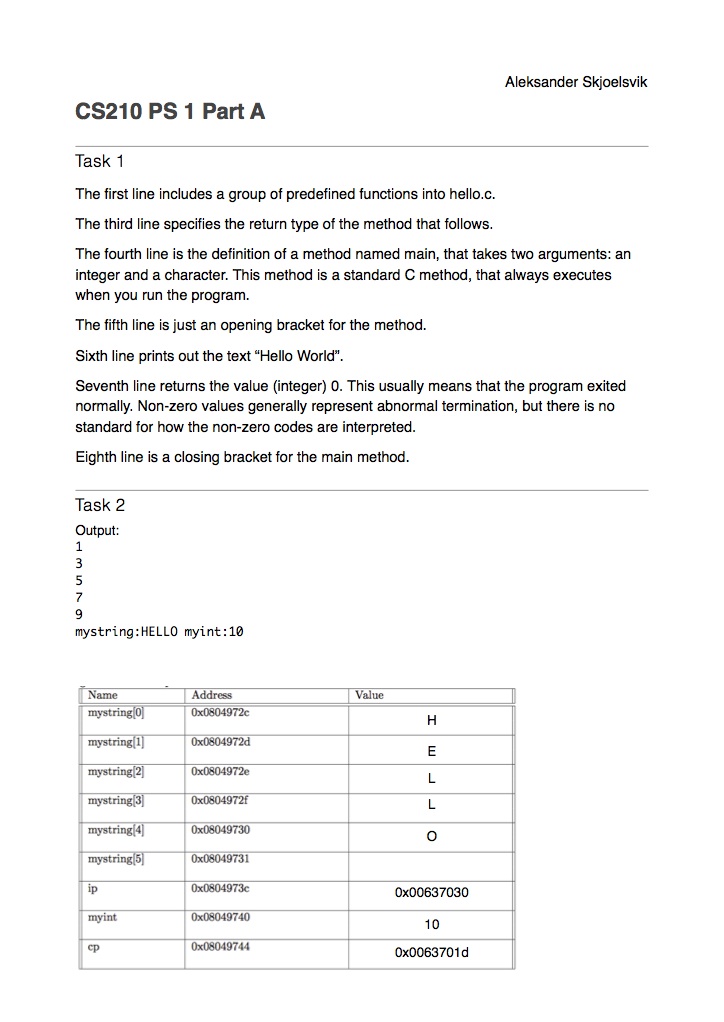 Aleksander Skjoelsvik
CS210 PS 1 Part A
Task 1
The first line includes a group of predefined functions into hello.c.
The third line specifies the return type of the method that follows.
The fourth line is the definition of a method named main, that takes two arguments: an
integer and a character. This method is a standard C method, that always executes
when you run the program.
The fifth line is just an opening bracket for the method.
Sixth line prints out the text “Hello World”.
Seventh line returns the value (integer) 0. This usually means that the program exited
normally. Non-zero values generally represent abnormal termination, but there is no
standard for how the non-zero codes are interpreted.
Eighth line is a closing bracket for the main method.
Task 2
Output:
1
3
5
7
9
mystring:HELLO myint:10
Name Address Value
mystring[0] 0x0804972c H
mystring[1] 0x0804972d E
mystring[2] 0x0804972e L
mystring[3] 0x0804972f L
mystring[4] 0x08049730 O
mystring[5] 0x08049731
ip 0x0804973c 0x00637030
myint 0x08049740 10
cp 0x08049744 0x0063701d